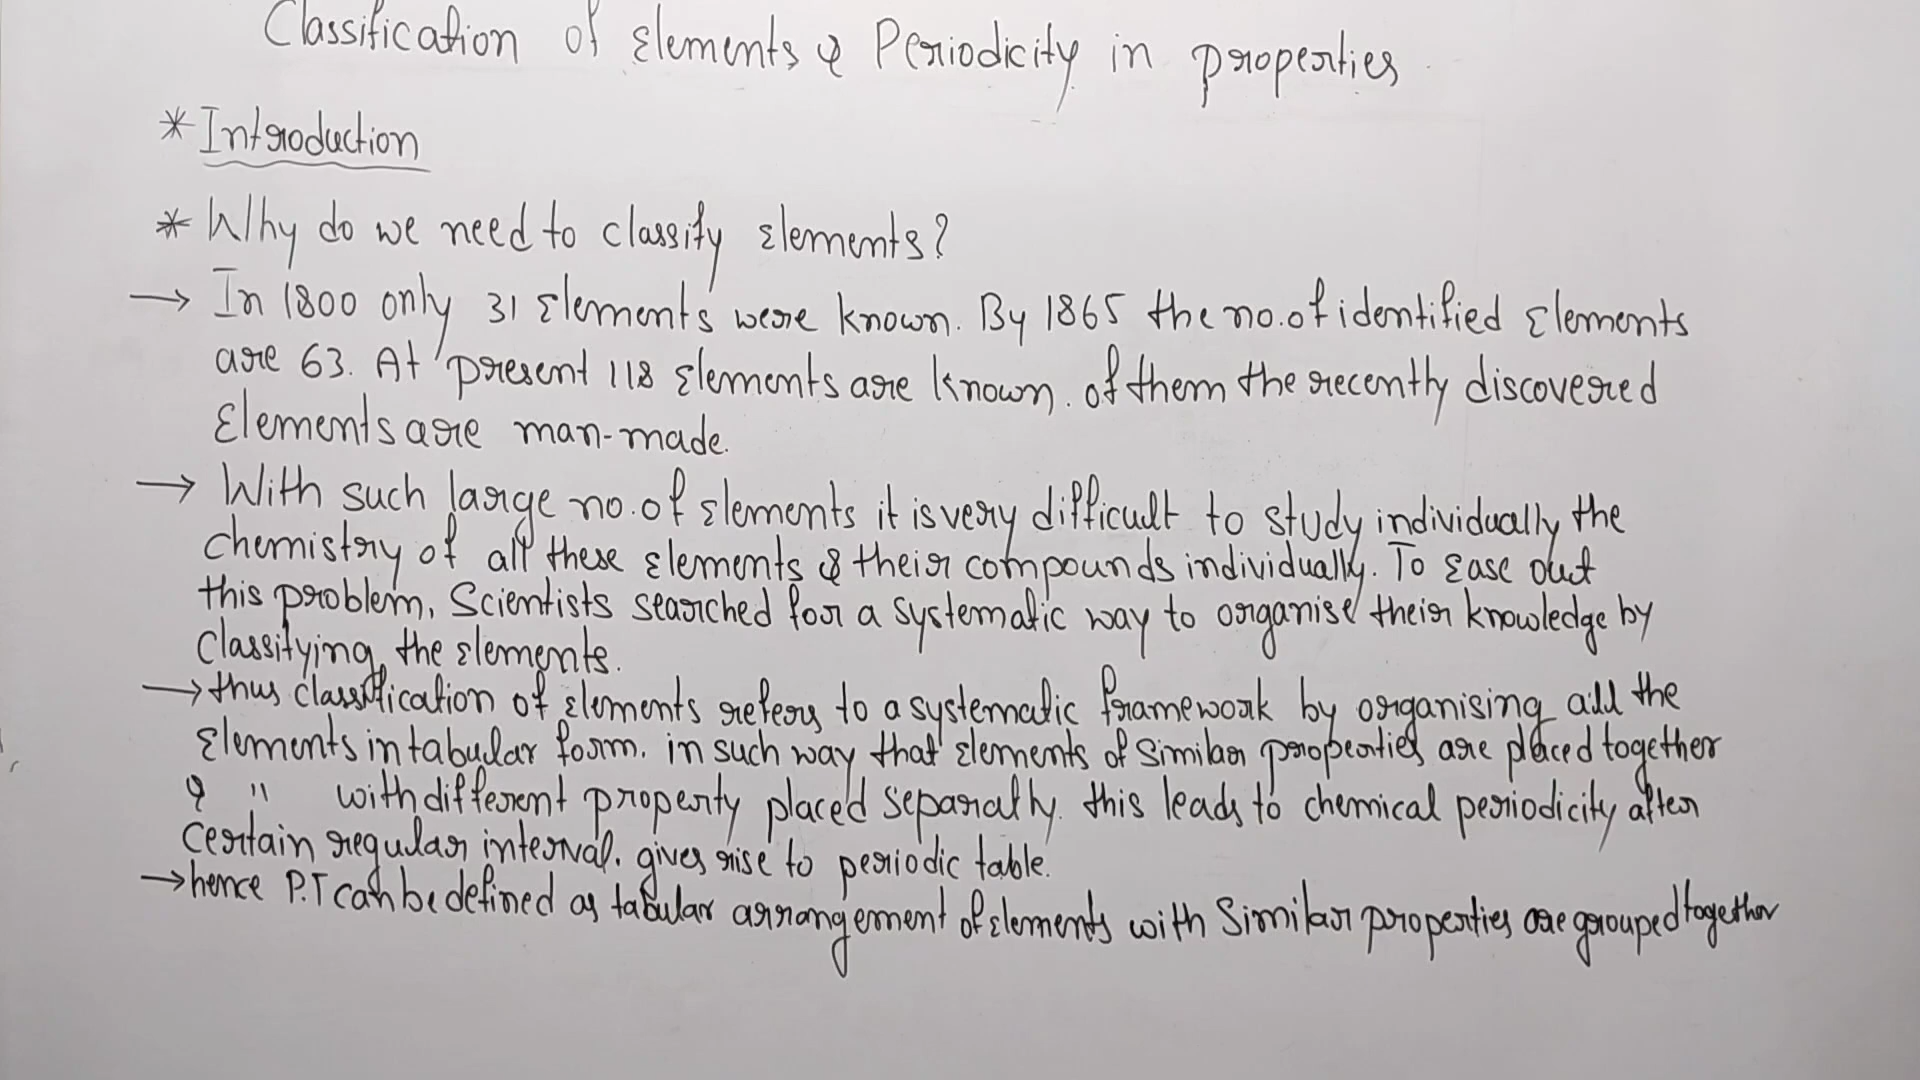 Classification of Elements & Periodicity in properties
* Introduction
* Why do we need to classify Elements?
→ In 1800 only 31 Elements were known. By 1865 the no. of identified Elements
are 63. At present 118 Elements are known. of them the recently discovered
Elements are man-made.
→ With such large no. of Elements it is very difficult to study individually the
chemistry of all these Elements & their compounds individually. To Ease out
this problem, Scientists searched for a systematic way to organise their knowledge by
Classifying the Elements.
→ thus classification of Elements refers to a systematic framework by organising all the
Elements in tabular form. in such way that Elements of Similar properties are placed together
& " with different property placed separatly. this leads to chemical periodicity after
Certain regular interval. gives rise to periodic table.
→ hence P.T can be defined as tabular arrangement of Elements with Similar properties are grouped together